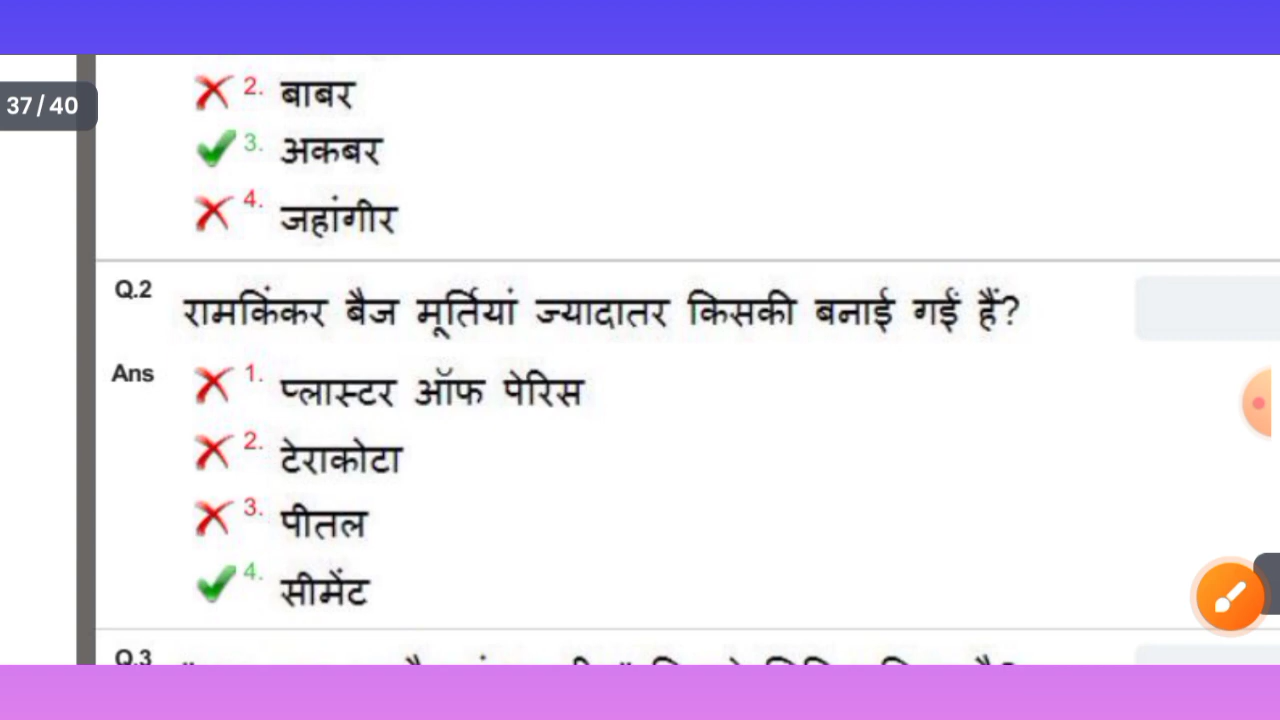 2. बाबर
37/40
3. अकबर
4. जहांगीर
Q.2 रामकिंकर बैज मूर्तियां ज्यादातर किसकी बनाई गईं हैं?
Ans 1. प्लास्टर ऑफ पेरिस
2. टेराकोटा
3. पीतल
4. सीमेंट
Q.3